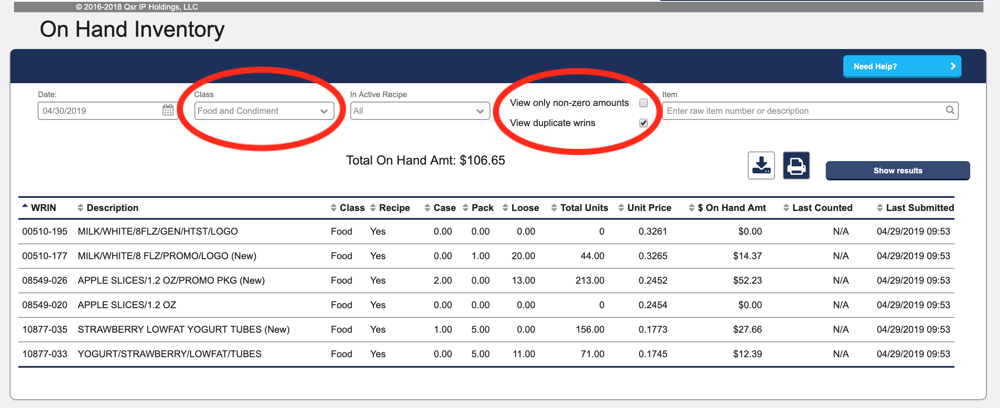 © 2016-2018 Qsr IP Holdings, LLC
On Hand Inventory
Need Help?
Date: Class In Active Recipe Item
04/30/2019 Food and Condiment All View only non-zero amounts Enter raw item number or description
View duplicate wrins
Total On Hand Amt: $106.65
Show results
WRIN Description Class Recipe Case Pack Loose Total Units Unit Price $ On Hand Amt Last Counted Last Submitted
00510-195 MILK/WHITE/8FLZ/GEN/HTST/LOGO Food Yes 0.00 0.00 0.00 0 0.3261 $0.00 N/A 04/29/2019 09:53
00510-177 MILK/WHITE/8 FLZ/PROMO/LOGO (New) Food Yes 0.00 1.00 20.00 44.00 0.3265 $14.37 N/A 04/29/2019 09:53
08549-026 APPLE SLICES/1.2 OZ/PROMO PKG (New) Food Yes 2.00 0.00 13.00 213.00 0.2452 $52.23 N/A 04/29/2019 09:53
08549-020 APPLE SLICES/1.2 OZ Food Yes 0.00 0.00 0.00 0 0.2454 $0.00 N/A 04/29/2019 09:53
10877-035 STRAWBERRY LOWFAT YOGURT TUBES (New) Food Yes 1.00 5.00 0.00 156.00 0.1773 $27.66 N/A 04/29/2019 09:53
10877-033 YOGURT/STRAWBERRY/LOWFAT/TUBES Food Yes 0.00 5.00 11.00 71.00 0.1745 $12.39 N/A 04/29/2019 09:53